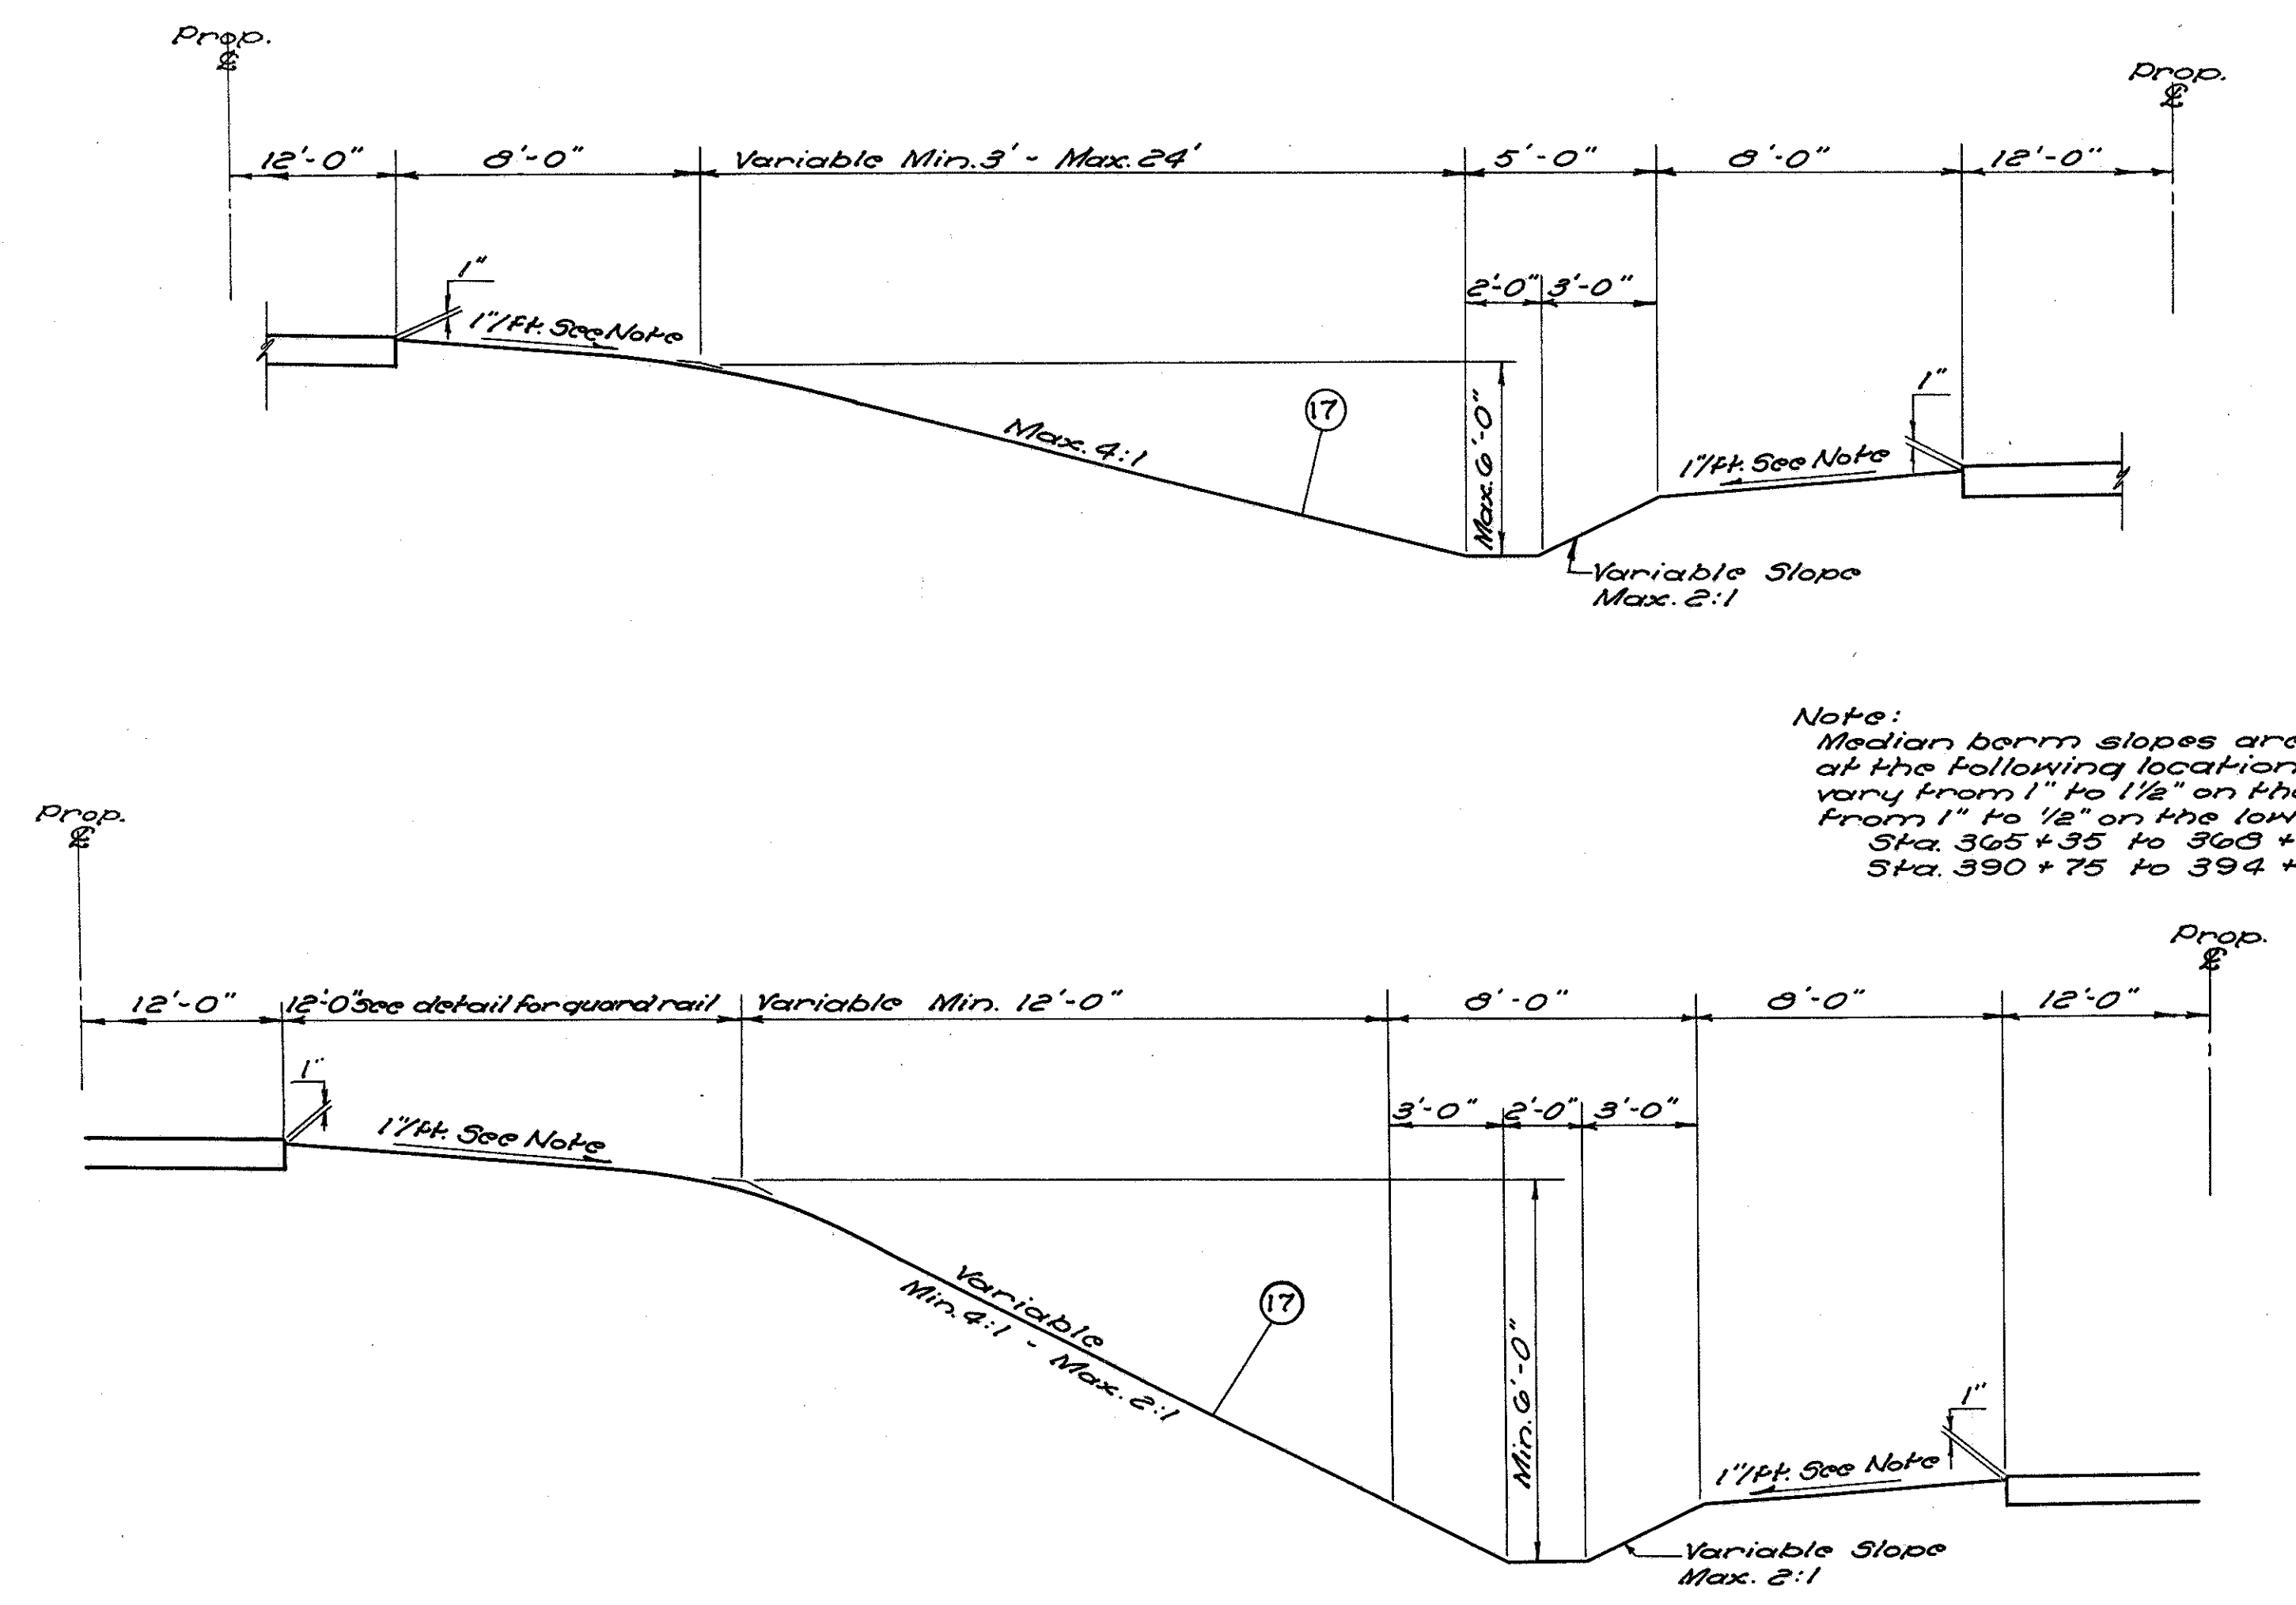 Prop.
℄
Prop.
℄
12'-0" 8'-0" Variable Min. 3' - Max. 24' 5'-0" 8'-0" 12'-0"
2'-0" 3'-0"
1"
1"/ft. See Note
17
Max. 4:1
Max. 6'-0"
1"
1"/ft. See Note
Variable Slope
Max. 2:1
Note:
Median berm slopes are
at the following location
vary from 1" to 1½" on the
from 1" to ½" on the low
Sta. 365+35 to 368+
Sta. 390+75 to 394+
Prop.
℄
Prop.
℄
12'-0" 12'-0" See detail for guard rail Variable Min. 12'-0" 8'-0" 8'-0" 12'-0"
1"
3'-0" 2'-0" 3'-0"
1"/ft. See Note
Variable
Min. 4:1 - Max. 2:1
17
Min. 6'-0"
1"
1"/ft. See Note
Variable Slope
Max. 2:1